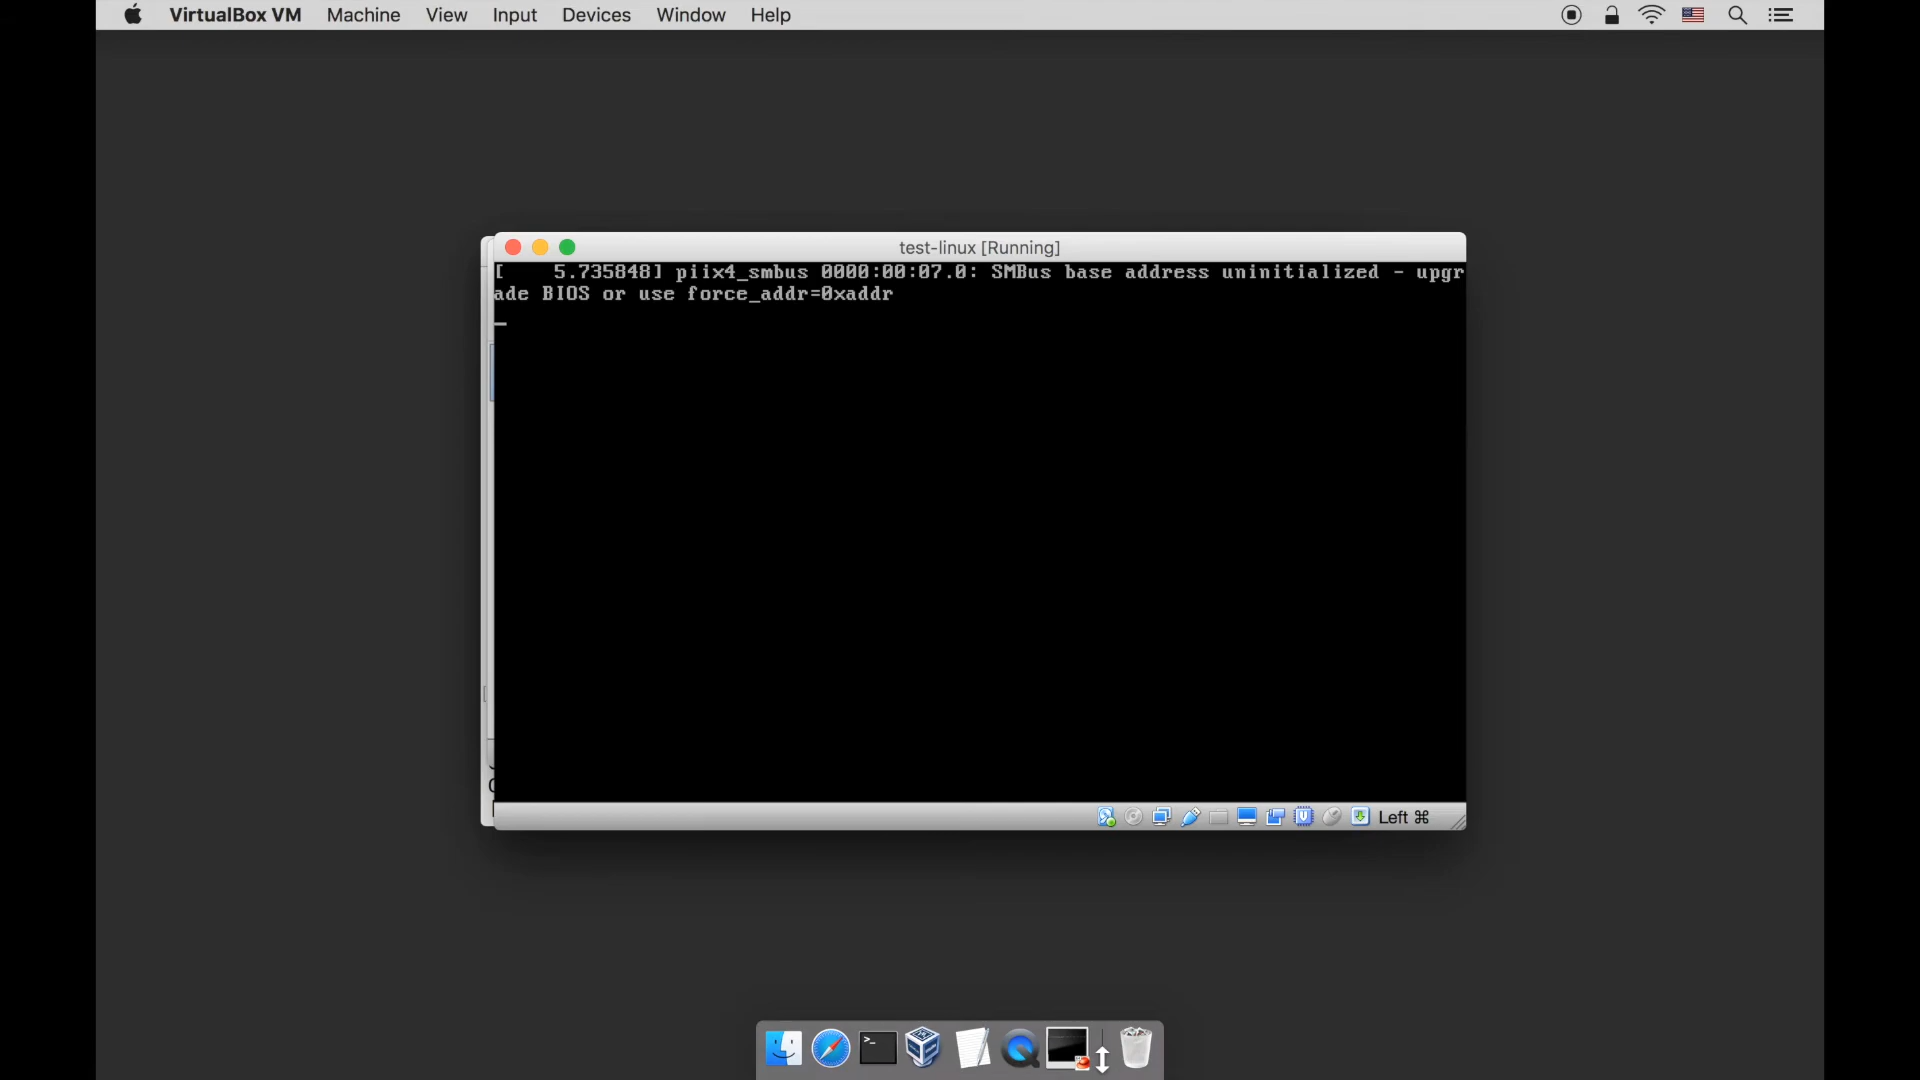 VirtualBox VM Machine View Input Devices Window Help
test-linux [Running]
[    5.735848] piix4_smbus 0000:00:07.0: SMBus base address uninitialized - upgr
ade BIOS or use force_addr=0xaddr
_
Left ⌘